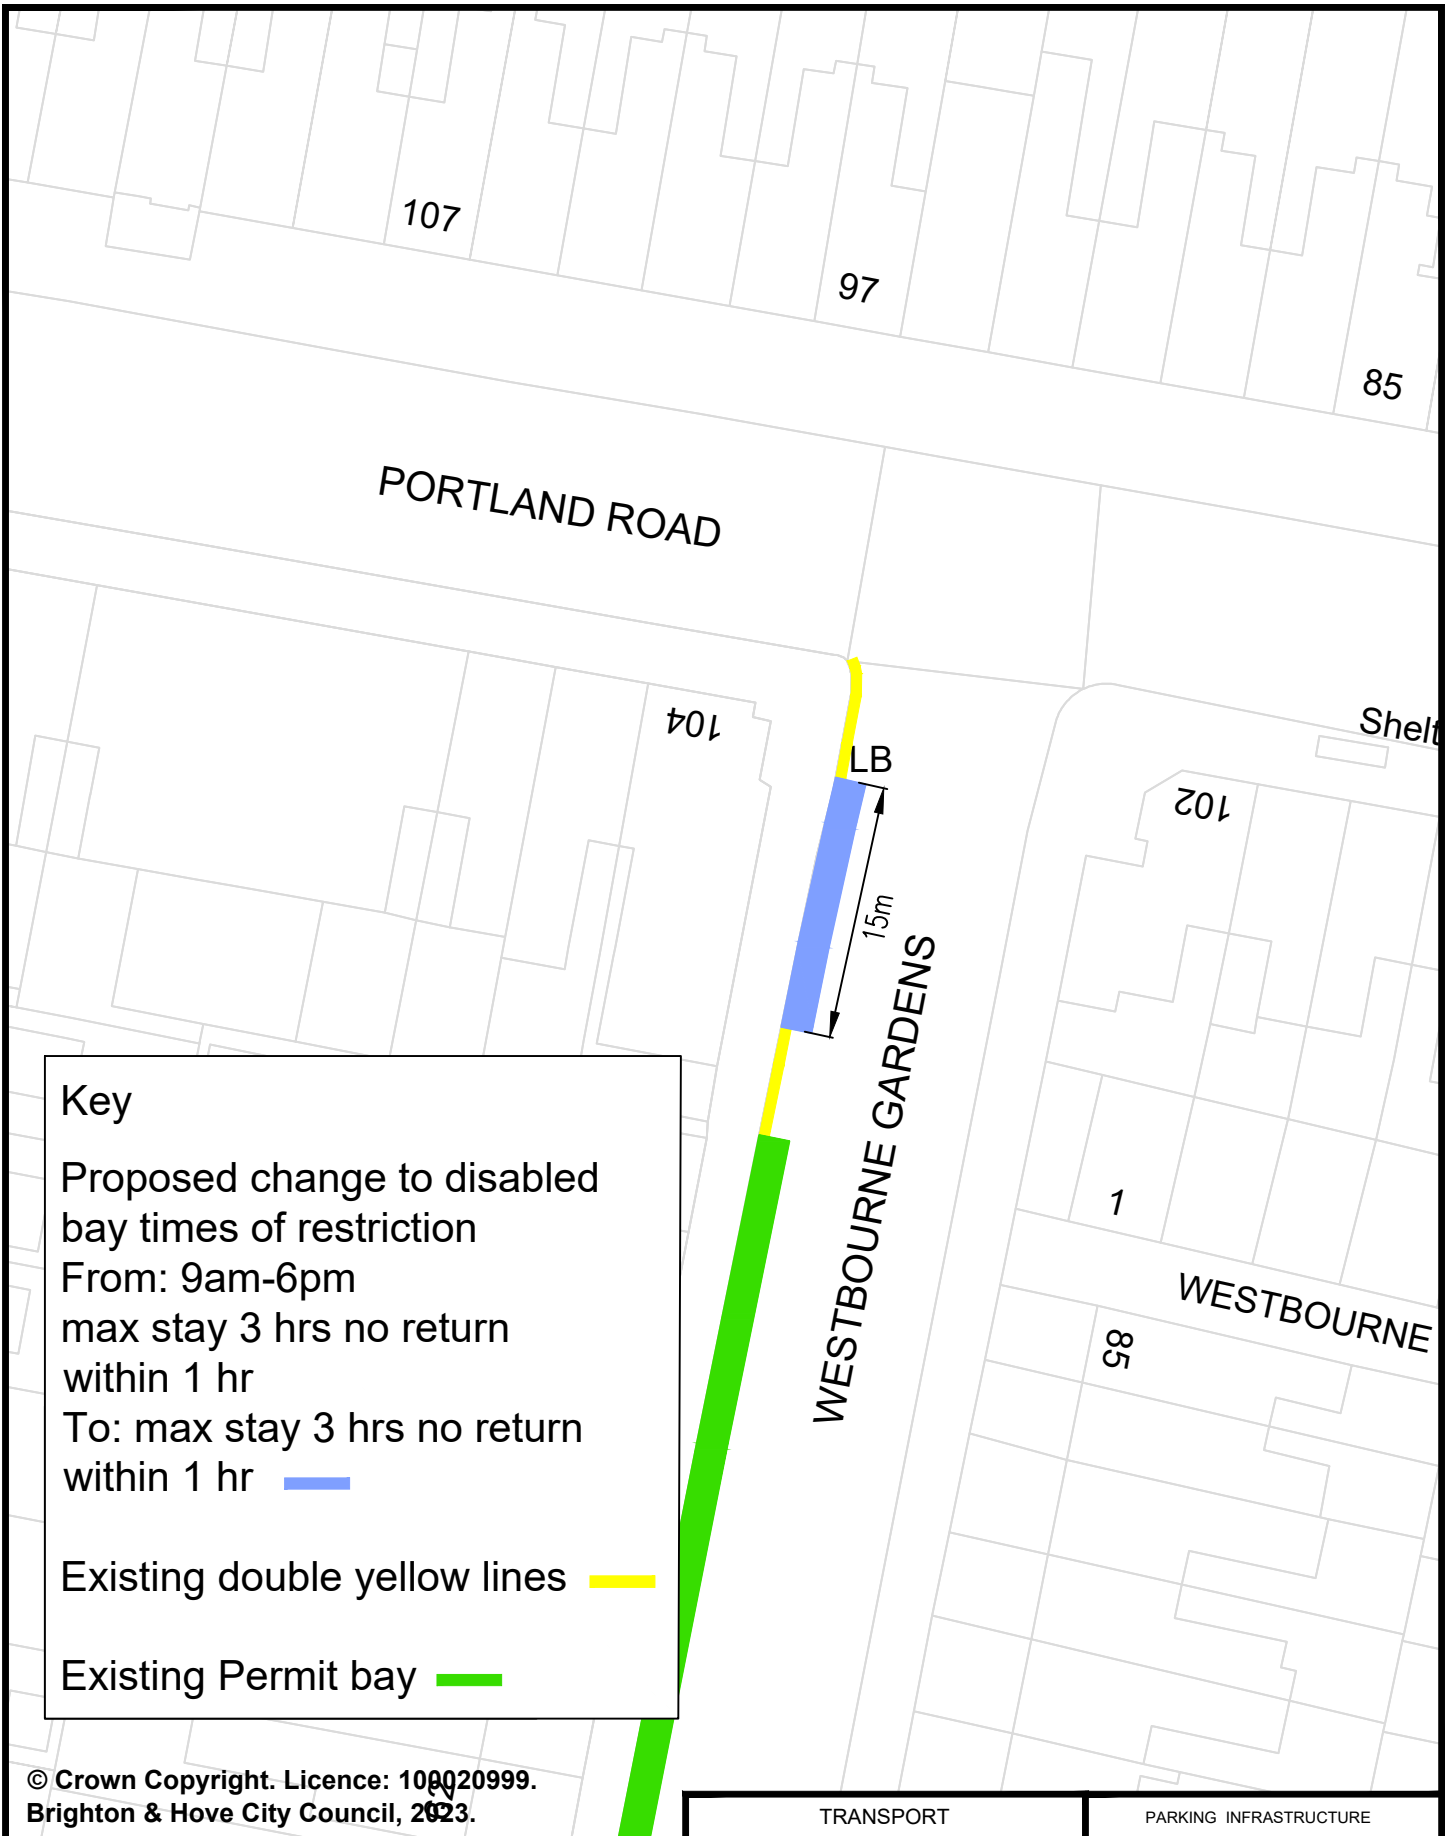 107
97
85
PORTLAND ROAD
104
LB
Shelt
102
15m
WESTBOURNE GARDENS
1
WESTBOURNE
85
Key
Proposed change to disabled
bay times of restriction
From: 9am-6pm
max stay 3 hrs no return
within 1 hr
To: max stay 3 hrs no return
within 1 hr
Existing double yellow lines
Existing Permit bay
© Crown Copyright. Licence: 100020999.
Brighton & Hove City Council, 2023.
TRANSPORT
PARKING INFRASTRUCTURE